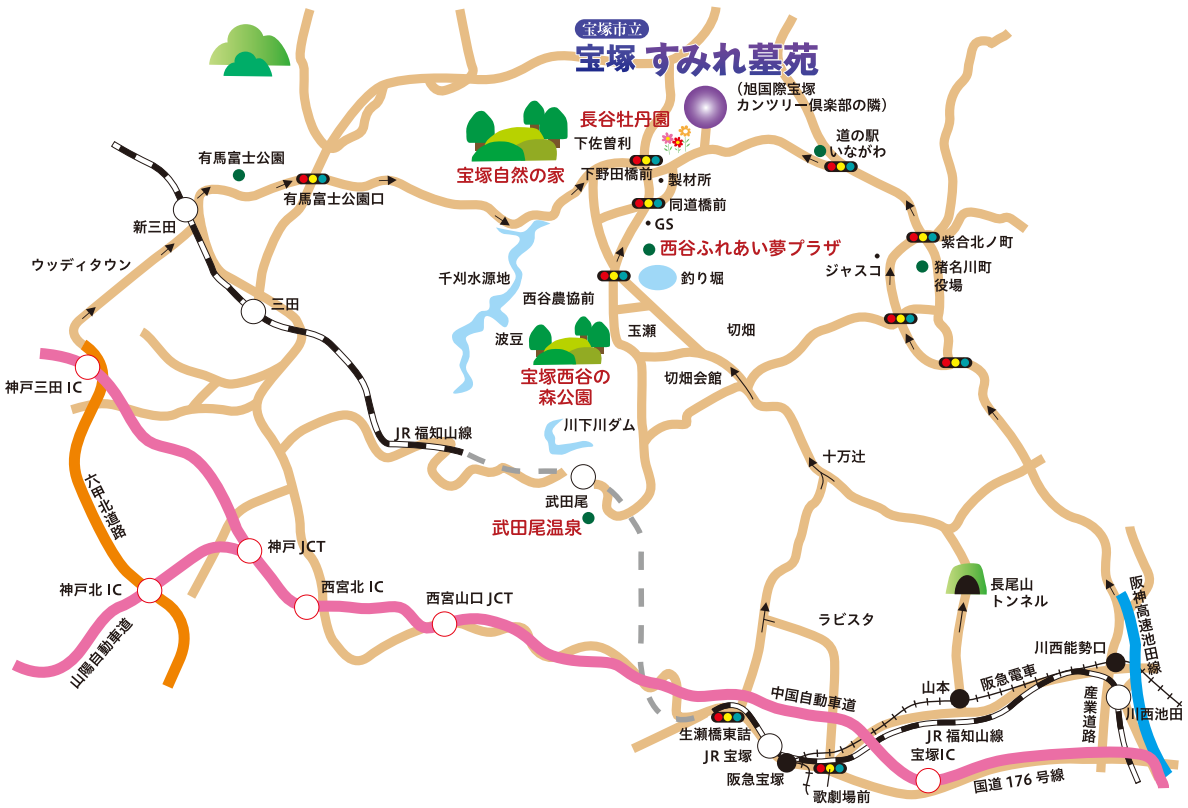 宝塚市立
宝塚 すみれ墓苑
(旭国際宝塚
カンツリー倶楽部の隣)
長谷牡丹園
下佐曽利
道の駅
いながわ
有馬富士公園
宝塚自然の家
下野田橋前
製材所
有馬富士公園口
同道橋前
GS
新三田
西谷ふれあい夢プラザ
紫合北ノ町
ウッディタウン
千刈水源地
釣り堀
ジャスコ
猪名川町
役場
西谷農協前
三田
波豆
玉瀬
切畑
宝塚西谷の
森公園
切畑会館
神戸三田 IC
川下川ダム
JR 福知山線
十万辻
六甲北道路
武田尾
武田尾温泉
神戸 JCT
神戸北 IC
西宮北 IC
西宮山口 JCT
長尾山
トンネル
阪神高速池田線
ラビスタ
山陽自動車道
川西能勢口
阪急電車
山本
中国自動車道
産業道路
川西池田
生瀬橋東詰
JR 福知山線
JR 宝塚
宝塚IC
阪急宝塚
国道 176 号線
歌劇場前